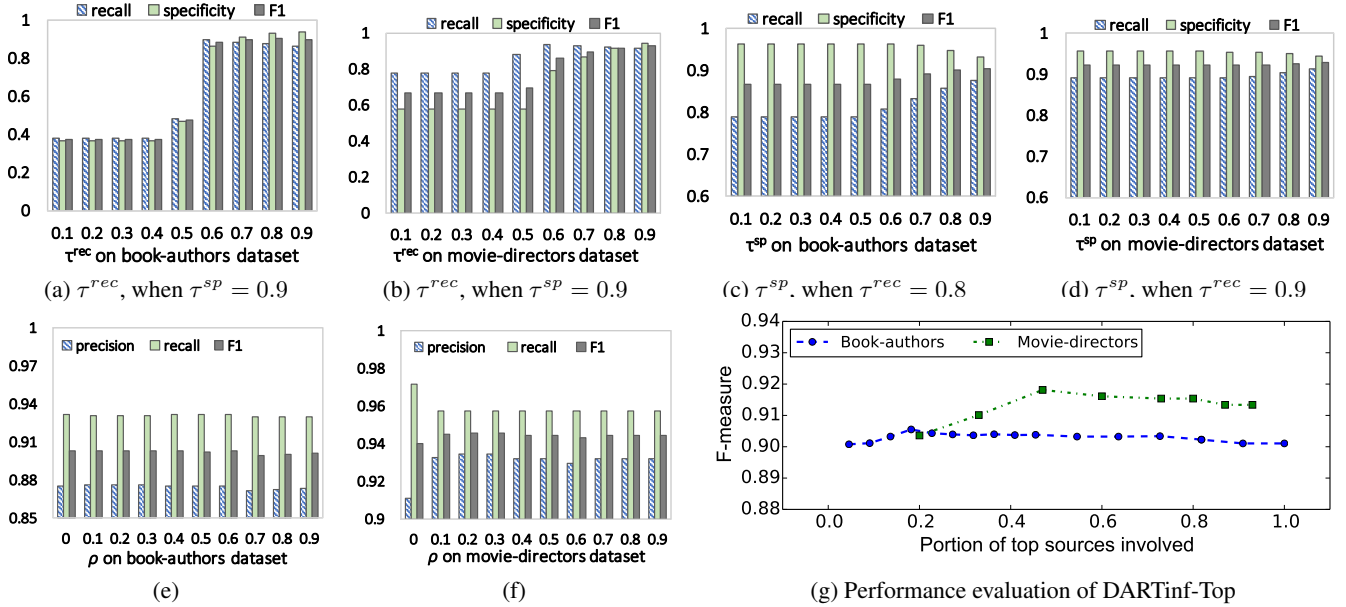 recall specificity F1
1
0.8
0.6
0.4
0.2
0
0.1 0.2 0.3 0.4 0.5 0.6 0.7 0.8 0.9
τ^rec on book-authors dataset
(a) τ^rec, when τ^sp = 0.9
recall specificity F1
1
0.8
0.6
0.4
0.2
0
0.1 0.2 0.3 0.4 0.5 0.6 0.7 0.8 0.9
τ^rec on movie-directors dataset
(b) τ^rec, when τ^sp = 0.9
recall specificity F1
1
0.9
0.8
0.7
0.6
0.1 0.2 0.3 0.4 0.5 0.6 0.7 0.8 0.9
τ^sp on book-authors dataset
(c) τ^sp, when τ^rec = 0.8
recall specificity F1
1
0.9
0.8
0.7
0.6
0.1 0.2 0.3 0.4 0.5 0.6 0.7 0.8 0.9
τ^sp on movie-directors dataset
(d) τ^sp, when τ^rec = 0.9
1
0.97
0.94
0.91
0.88
0.85
precision recall F1
0 0.1 0.2 0.3 0.4 0.5 0.6 0.7 0.8 0.9
ρ on book-authors dataset
(e)
1
0.98
0.96
0.94
0.92
0.9
precision recall F1
0 0.1 0.2 0.3 0.4 0.5 0.6 0.7 0.8 0.9
ρ on movie-directors dataset
(f)
0.94
0.93
0.92
0.91
0.90
0.89
0.88
F-measure
Book-authors Movie-directors
0.0 0.2 0.4 0.6 0.8 1.0
Portion of top sources involved
(g) Performance evaluation of DARTinf-Top